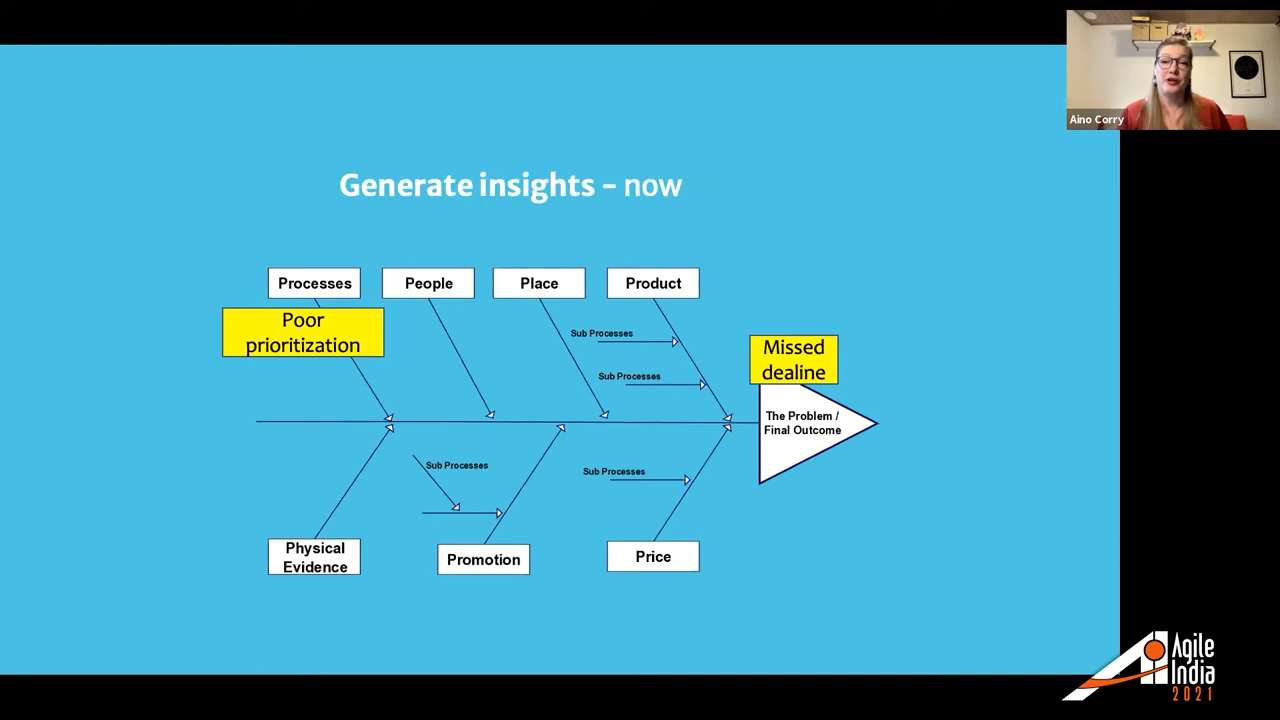 Aino Corry
Generate insights – now
Processes
People
Place
Product
Poor
prioritization
Sub Processes
Sub Processes
Missed
dealine
The Problem /
Final Outcome
Sub Processes
Sub Processes
Physical
Evidence
Promotion
Price
Agile
India
2021